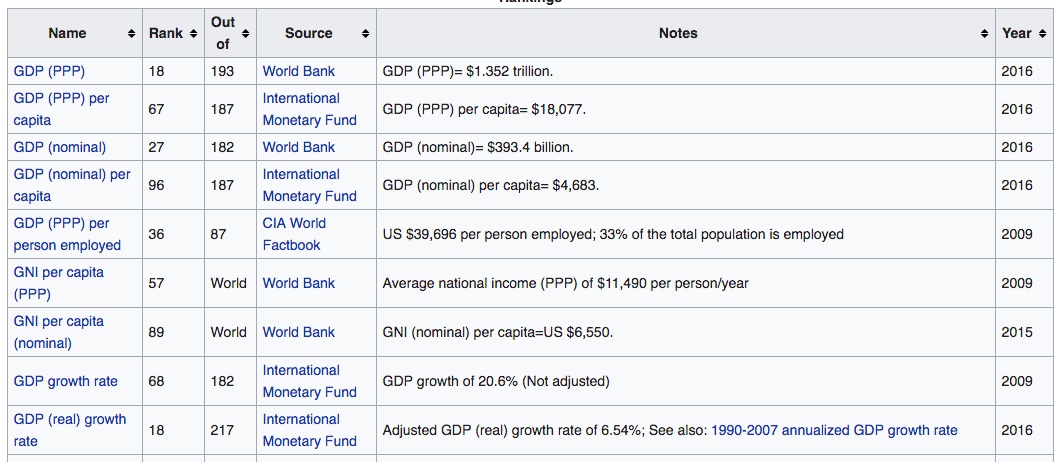 Rankings
Name Rank Out of Source Notes Year
GDP (PPP) 18 193 World Bank GDP (PPP)= $1.352 trillion. 2016
GDP (PPP) per capita 67 187 International Monetary Fund GDP (PPP) per capita= $18,077. 2016
GDP (nominal) 27 182 World Bank GDP (nominal)= $393.4 billion. 2016
GDP (nominal) per capita 96 187 International Monetary Fund GDP (nominal) per capita= $4,683. 2016
GDP (PPP) per person employed 36 87 CIA World Factbook US $39,696 per person employed; 33% of the total population is employed 2009
GNI per capita (PPP) 57 World World Bank Average national income (PPP) of $11,490 per person/year 2009
GNI per capita (nominal) 89 World World Bank GNI (nominal) per capita=US $6,550. 2015
GDP growth rate 68 182 International Monetary Fund GDP growth of 20.6% (Not adjusted) 2009
GDP (real) growth rate 18 217 International Monetary Fund Adjusted GDP (real) growth rate of 6.54%; See also: 1990-2007 annualized GDP growth rate 2016